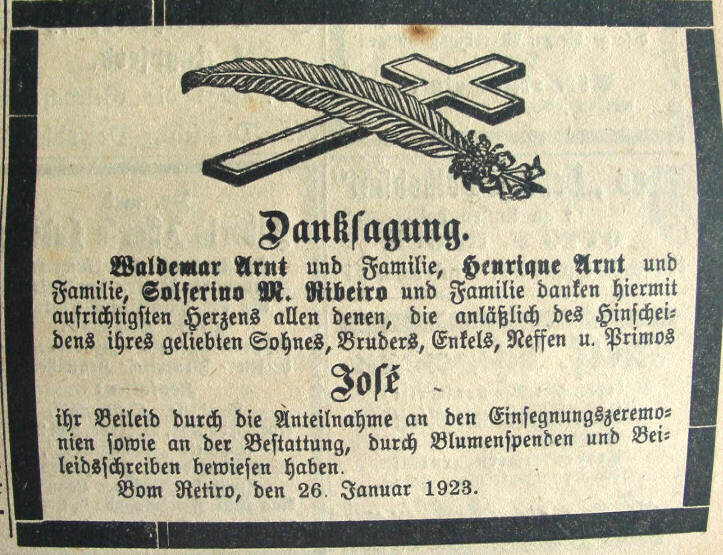 Danksagung.
Waldemar Arnt und Familie, Henrique Arnt und
Familie, Solferino M. Ribeiro und Familie danken hiermit
aufrichtigsten Herzens allen denen, die anläßlich des Hinschei-
dens ihres geliebten Sohnes, Bruders, Enkels, Neffen u. Primos
José
ihr Beileid durch die Anteilnahme an den Einsegnungszeremo-
nien sowie an der Bestattung, durch Blumenspenden und Bei-
leidsschreiben bewiesen haben.
Bom Retiro, den 26. Januar 1923.